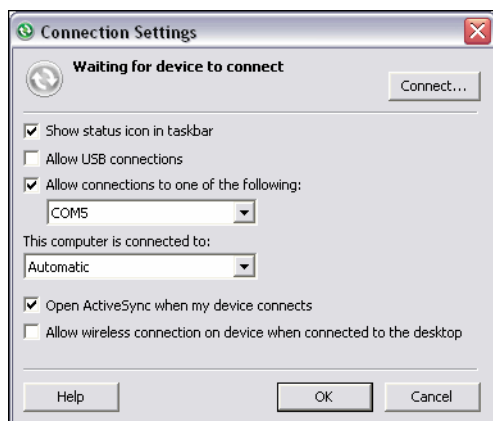 Connection Settings
Waiting for device to connect
Connect...
Show status icon in taskbar
Allow USB connections
Allow connections to one of the following:
COM5
This computer is connected to:
Automatic
Open ActiveSync when my device connects
Allow wireless connection on device when connected to the desktop
Help
OK
Cancel